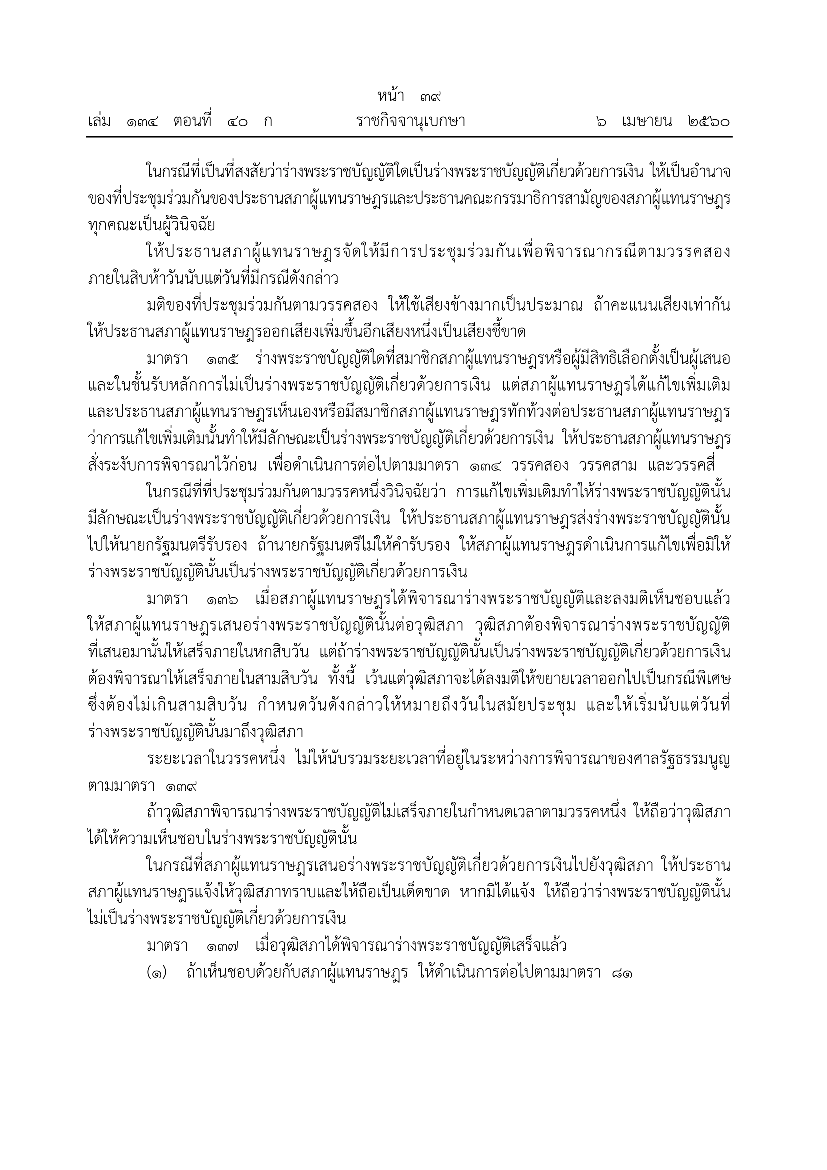 หน้า ๓๙
เล่ม ๑๓๔ ตอนที่ ๔๐ ก ราชกิจจานุเบกษา ๖ เมษายน ๒๕๖๐
ในกรณีที่เป็นที่สงสัยว่าร่างพระราชบัญญัติใดเป็นร่างพระราชบัญญัติเกี่ยวด้วยการเงิน ให้เป็นอำนาจ
ของที่ประชุมร่วมกันของประธานสภาผู้แทนราษฎรและประธานคณะกรรมาธิการสามัญของสภาผู้แทนราษฎร
ทุกคณะเป็นผู้วินิจฉัย
ให้ประธานสภาผู้แทนราษฎรจัดให้มีการประชุมร่วมกันเพื่อพิจารณากรณีตามวรรคสอง
ภายในสิบห้าวันนับแต่วันที่มีกรณีดังกล่าว
มติของที่ประชุมร่วมกันตามวรรคสอง ให้ใช้เสียงข้างมากเป็นประมาณ ถ้าคะแนนเสียงเท่ากัน
ให้ประธานสภาผู้แทนราษฎรออกเสียงเพิ่มขึ้นอีกเสียงหนึ่งเป็นเสียงชี้ขาด
มาตรา ๑๓๕ ร่างพระราชบัญญัติใดที่สมาชิกสภาผู้แทนราษฎรหรือผู้มีสิทธิเลือกตั้งเป็นผู้เสนอ
และในชั้นรับหลักการไม่เป็นร่างพระราชบัญญัติเกี่ยวด้วยการเงิน แต่สภาผู้แทนราษฎรได้แก้ไขเพิ่มเติม
และประธานสภาผู้แทนราษฎรเห็นเองหรือมีสมาชิกสภาผู้แทนราษฎรทักท้วงต่อประธานสภาผู้แทนราษฎร
ว่าการแก้ไขเพิ่มเติมนั้นทำให้มีลักษณะเป็นร่างพระราชบัญญัติเกี่ยวด้วยการเงิน ให้ประธานสภาผู้แทนราษฎร
สั่งระงับการพิจารณาไว้ก่อน เพื่อดำเนินการต่อไปตามมาตรา ๑๓๔ วรรคสอง วรรคสาม และวรรคสี่
ในกรณีที่ที่ประชุมร่วมกันตามวรรคหนึ่งวินิจฉัยว่า การแก้ไขเพิ่มเติมทำให้ร่างพระราชบัญญัตินั้น
มีลักษณะเป็นร่างพระราชบัญญัติเกี่ยวด้วยการเงิน ให้ประธานสภาผู้แทนราษฎรส่งร่างพระราชบัญญัตินั้น
ไปให้นายกรัฐมนตรีรับรอง ถ้านายกรัฐมนตรีไม่ให้คำรับรอง ให้สภาผู้แทนราษฎรดำเนินการแก้ไขเพื่อมิให้
ร่างพระราชบัญญัตินั้นเป็นร่างพระราชบัญญัติเกี่ยวด้วยการเงิน
มาตรา ๑๓๖ เมื่อสภาผู้แทนราษฎรได้พิจารณาร่างพระราชบัญญัติและลงมติเห็นชอบแล้ว
ให้สภาผู้แทนราษฎรเสนอร่างพระราชบัญญัตินั้นต่อวุฒิสภา วุฒิสภาต้องพิจารณาร่างพระราชบัญญัติ
ที่เสนอมานั้นให้เสร็จภายในหกสิบวัน แต่ถ้าร่างพระราชบัญญัตินั้นเป็นร่างพระราชบัญญัติเกี่ยวด้วยการเงิน
ต้องพิจารณาให้เสร็จภายในสามสิบวัน ทั้งนี้ เว้นแต่วุฒิสภาจะได้ลงมติให้ขยายเวลาออกไปเป็นกรณีพิเศษ
ซึ่งต้องไม่เกินสามสิบวัน กำหนดวันดังกล่าวให้หมายถึงวันในสมัยประชุม และให้เริ่มนับแต่วันที่
ร่างพระราชบัญญัตินั้นมาถึงวุฒิสภา
ระยะเวลาในวรรคหนึ่ง ไม่ให้นับรวมระยะเวลาที่อยู่ในระหว่างการพิจารณาของศาลรัฐธรรมนูญ
ตามมาตรา ๑๓๙
ถ้าวุฒิสภาพิจารณาร่างพระราชบัญญัติไม่เสร็จภายในกำหนดเวลาตามวรรคหนึ่ง ให้ถือว่าวุฒิสภา
ได้ให้ความเห็นชอบในร่างพระราชบัญญัตินั้น
ในกรณีที่สภาผู้แทนราษฎรเสนอร่างพระราชบัญญัติเกี่ยวด้วยการเงินไปยังวุฒิสภา ให้ประธาน
สภาผู้แทนราษฎรแจ้งให้วุฒิสภาทราบและให้ถือเป็นเด็ดขาด หากมิได้แจ้ง ให้ถือว่าร่างพระราชบัญญัตินั้น
ไม่เป็นร่างพระราชบัญญัติเกี่ยวด้วยการเงิน
มาตรา ๑๓๗ เมื่อวุฒิสภาได้พิจารณาร่างพระราชบัญญัติเสร็จแล้ว
(๑) ถ้าเห็นชอบด้วยกับสภาผู้แทนราษฎร ให้ดำเนินการต่อไปตามมาตรา ๘๑